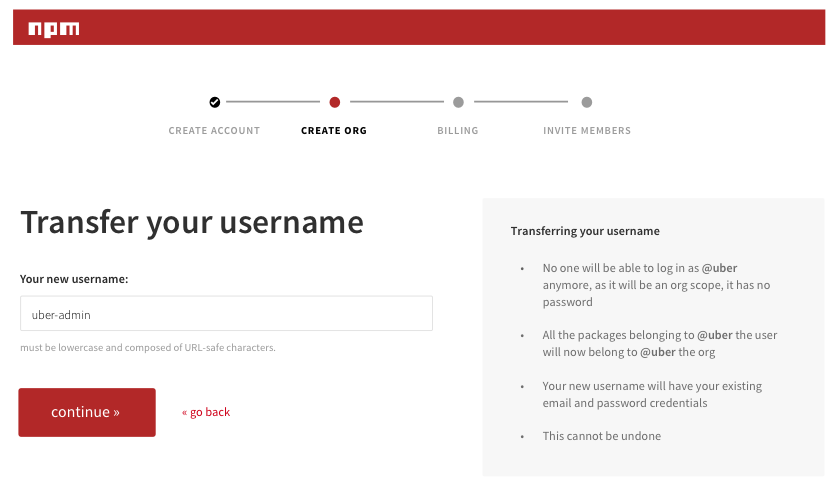 npm
CREATE ACCOUNT
CREATE ORG
BILLING
INVITE MEMBERS
Transfer your username
Your new username:
uber-admin
must be lowercase and composed of URL-safe characters.
continue »
« go back
Transferring your username
• No one will be able to log in as @uber
anymore, as it will be an org scope, it has no
password
• All the packages belonging to @uber the user
will now belong to @uber the org
• Your new username will have your existing
email and password credentials
• This cannot be undone